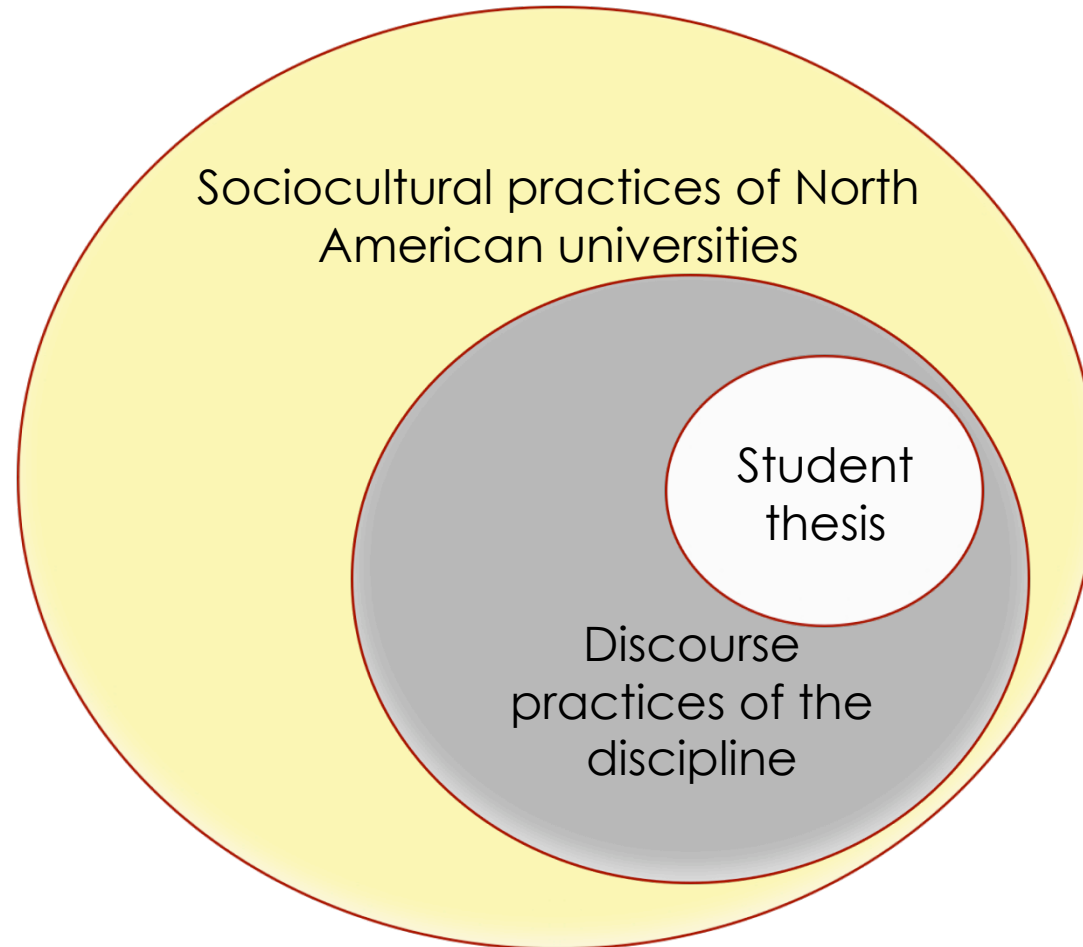 Sociocultural practices of North
American universities
Student
thesis
Discourse
practices of the
discipline